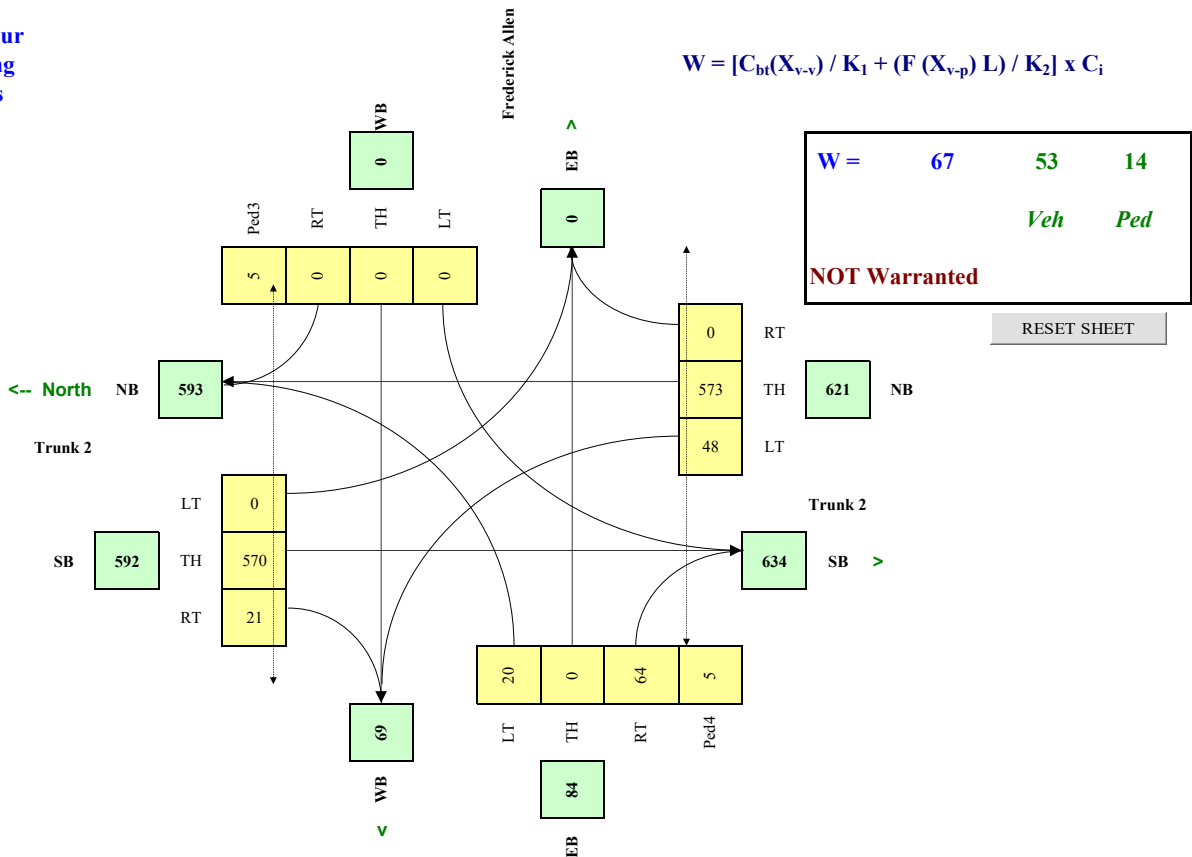 ur
ng
s
Frederick Allen
W = [Cbt(Xv-v) / K1 + (F (Xv-p) L) / K2] x Ci
WB
0
^
EB
0
W = 67 53 14
Veh Ped
NOT Warranted
RESET SHEET
Ped3 RT TH LT
5 0 0 0
0 RT
573 TH 621 NB
48 LT
<-- North NB 593
Trunk 2
LT 0
SB 592 TH 570
RT 21
Trunk 2
634 SB >
20 0 64 5
LT TH RT Ped4
69
WB
v
84
EB